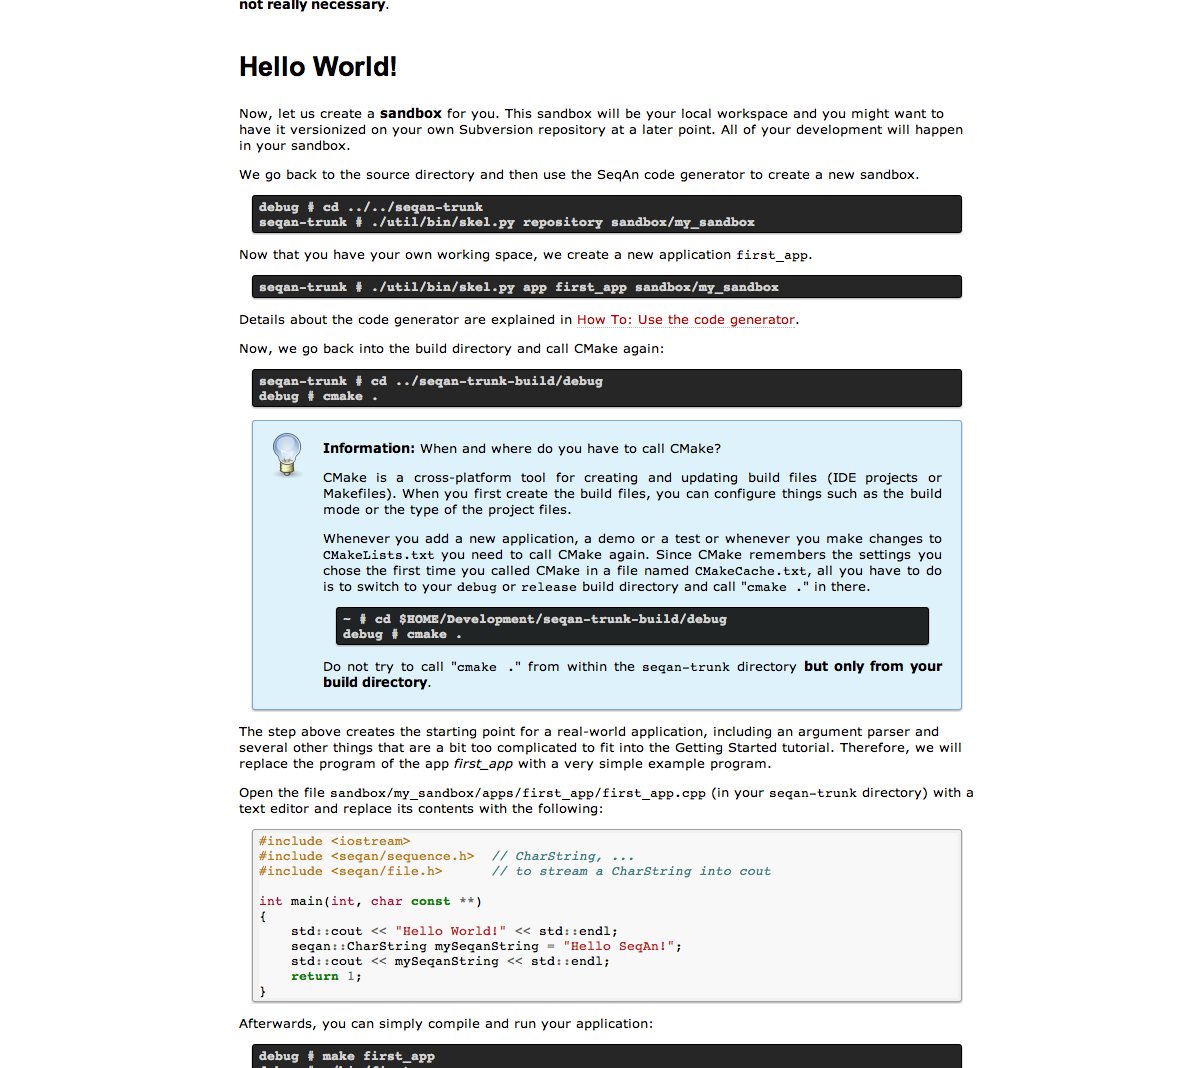 not really necessary.
Hello World!
Now, let us create a sandbox for you. This sandbox will be your local workspace and you might want to
have it versionized on your own Subversion repository at a later point. All of your development will happen
in your sandbox.
We go back to the source directory and then use the SeqAn code generator to create a new sandbox.
debug # cd ../../seqan-trunk
seqan-trunk # ./util/bin/skel.py repository sandbox/my_sandbox
Now that you have your own working space, we create a new application first_app.
seqan-trunk # ./util/bin/skel.py app first_app sandbox/my_sandbox
Details about the code generator are explained in How To: Use the code generator.
Now, we go back into the build directory and call CMake again:
seqan-trunk # cd ../seqan-trunk-build/debug
debug # cmake .
Information: When and where do you have to call CMake?
CMake is a cross-platform tool for creating and updating build files (IDE projects or
Makefiles). When you first create the build files, you can configure things such as the build
mode or the type of the project files.
Whenever you add a new application, a demo or a test or whenever you make changes to
CMakeLists.txt you need to call CMake again. Since CMake remembers the settings you
chose the first time you called CMake in a file named CMakeCache.txt, all you have to do
is to switch to your debug or release build directory and call "cmake ." in there.
~ # cd $HOME/Development/seqan-trunk-build/debug
debug # cmake .
Do not try to call "cmake ." from within the seqan-trunk directory but only from your
build directory.
The step above creates the starting point for a real-world application, including an argument parser and
several other things that are a bit too complicated to fit into the Getting Started tutorial. Therefore, we will
replace the program of the app first_app with a very simple example program.
Open the file sandbox/my_sandbox/apps/first_app/first_app.cpp (in your seqan-trunk directory) with a
text editor and replace its contents with the following:
#include <iostream>
#include <seqan/sequence.h>  // CharString, ...
#include <seqan/file.h>      // to stream a CharString into cout
int main(int, char const **)
{
    std::cout << "Hello World!" << std::endl;
    seqan::CharString mySeqanString = "Hello SeqAn!";
    std::cout << mySeqanString << std::endl;
    return 1;
}
Afterwards, you can simply compile and run your application:
debug # make first_app